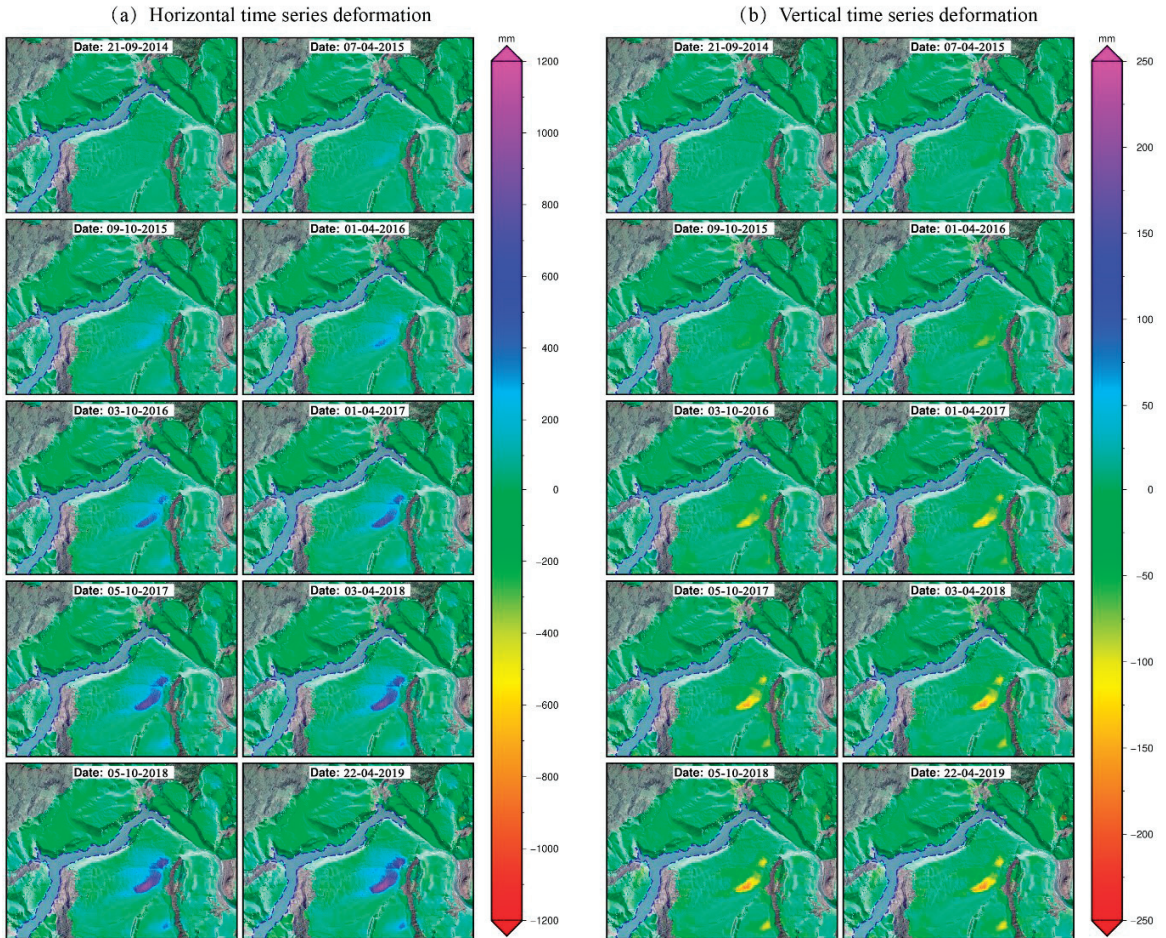 (a) Horizontal time series deformation
(b) Vertical time series deformation
Date: 21-09-2014
Date: 07-04-2015
mm
1200
1000
800
600
400
200
0
-200
-400
-600
-800
-1000
-1200
Date: 09-10-2015
Date: 01-04-2016
Date: 03-10-2016
Date: 01-04-2017
Date: 05-10-2017
Date: 03-04-2018
Date: 05-10-2018
Date: 22-04-2019
Date: 21-09-2014
Date: 07-04-2015
mm
250
200
150
100
50
0
-50
-100
-150
-200
-250
Date: 09-10-2015
Date: 01-04-2016
Date: 03-10-2016
Date: 01-04-2017
Date: 05-10-2017
Date: 03-04-2018
Date: 05-10-2018
Date: 22-04-2019